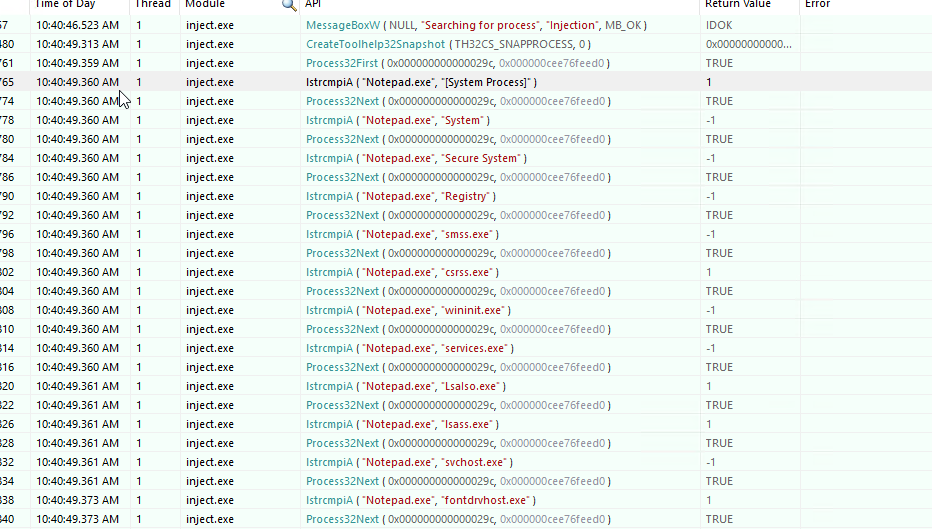 Time of Day Thread Module API Return Value Error
57 10:40:46.523 AM 1 inject.exe MessageBoxW ( NULL, "Searching for process", "Injection", MB_OK ) IDOK
480 10:40:49.313 AM 1 inject.exe CreateToolhelp32Snapshot ( TH32CS_SNAPPROCESS, 0 ) 0x00000000000...
761 10:40:49.359 AM 1 inject.exe Process32First ( 0x000000000000029c, 0x000000cee76feed0 ) TRUE
765 10:40:49.360 AM 1 inject.exe lstrcmpiA ( "Notepad.exe", "[System Process]" ) 1
774 10:40:49.360 AM 1 inject.exe Process32Next ( 0x000000000000029c, 0x000000cee76feed0 ) TRUE
778 10:40:49.360 AM 1 inject.exe lstrcmpiA ( "Notepad.exe", "System" ) -1
780 10:40:49.360 AM 1 inject.exe Process32Next ( 0x000000000000029c, 0x000000cee76feed0 ) TRUE
784 10:40:49.360 AM 1 inject.exe lstrcmpiA ( "Notepad.exe", "Secure System" ) -1
786 10:40:49.360 AM 1 inject.exe Process32Next ( 0x000000000000029c, 0x000000cee76feed0 ) TRUE
790 10:40:49.360 AM 1 inject.exe lstrcmpiA ( "Notepad.exe", "Registry" ) -1
792 10:40:49.360 AM 1 inject.exe Process32Next ( 0x000000000000029c, 0x000000cee76feed0 ) TRUE
796 10:40:49.360 AM 1 inject.exe lstrcmpiA ( "Notepad.exe", "smss.exe" ) -1
798 10:40:49.360 AM 1 inject.exe Process32Next ( 0x000000000000029c, 0x000000cee76feed0 ) TRUE
802 10:40:49.360 AM 1 inject.exe lstrcmpiA ( "Notepad.exe", "csrss.exe" ) 1
804 10:40:49.360 AM 1 inject.exe Process32Next ( 0x000000000000029c, 0x000000cee76feed0 ) TRUE
808 10:40:49.360 AM 1 inject.exe lstrcmpiA ( "Notepad.exe", "wininit.exe" ) -1
810 10:40:49.360 AM 1 inject.exe Process32Next ( 0x000000000000029c, 0x000000cee76feed0 ) TRUE
814 10:40:49.360 AM 1 inject.exe lstrcmpiA ( "Notepad.exe", "services.exe" ) -1
816 10:40:49.360 AM 1 inject.exe Process32Next ( 0x000000000000029c, 0x000000cee76feed0 ) TRUE
820 10:40:49.361 AM 1 inject.exe lstrcmpiA ( "Notepad.exe", "LsaIso.exe" ) 1
822 10:40:49.361 AM 1 inject.exe Process32Next ( 0x000000000000029c, 0x000000cee76feed0 ) TRUE
826 10:40:49.361 AM 1 inject.exe lstrcmpiA ( "Notepad.exe", "lsass.exe" ) 1
828 10:40:49.361 AM 1 inject.exe Process32Next ( 0x000000000000029c, 0x000000cee76feed0 ) TRUE
832 10:40:49.361 AM 1 inject.exe lstrcmpiA ( "Notepad.exe", "svchost.exe" ) -1
834 10:40:49.361 AM 1 inject.exe Process32Next ( 0x000000000000029c, 0x000000cee76feed0 ) TRUE
838 10:40:49.373 AM 1 inject.exe lstrcmpiA ( "Notepad.exe", "fontdrvhost.exe" ) 1
840 10:40:49.373 AM 1 inject.exe Process32Next ( 0x000000000000029c, 0x000000cee76feed0 ) TRUE